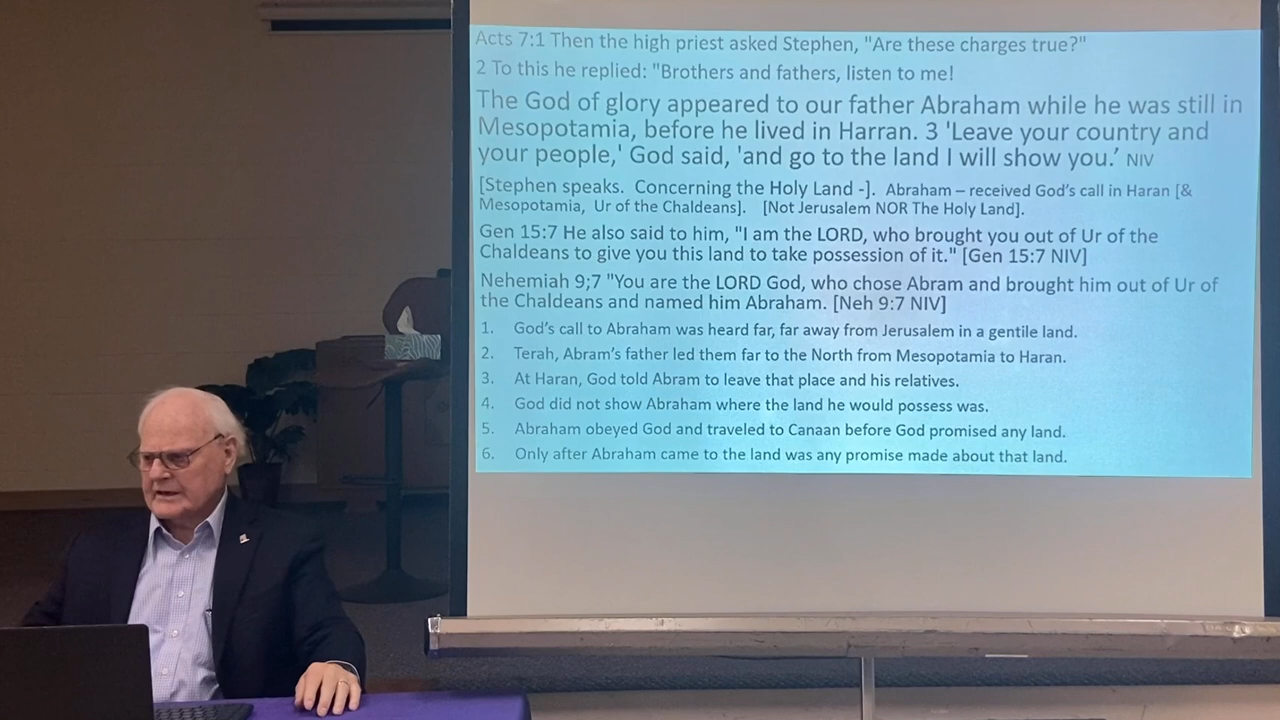 Acts 7:1 Then the high priest asked Stephen, "Are these charges true?"
2 To this he replied: "Brothers and fathers, listen to me!
The God of glory appeared to our father Abraham while he was still in
Mesopotamia, before he lived in Harran. 3 'Leave your country and
your people,' God said, 'and go to the land I will show you.’ NIV
[Stephen speaks.  Concerning the Holy Land -].  Abraham – received God’s call in Haran [&
Mesopotamia,  Ur of the Chaldeans].   [Not Jerusalem NOR The Holy Land].
Gen 15:7 He also said to him, "I am the LORD, who brought you out of Ur of the
Chaldeans to give you this land to take possession of it." [Gen 15:7 NIV]
Nehemiah 9;7 "You are the LORD God, who chose Abram and brought him out of Ur of
the Chaldeans and named him Abraham. [Neh 9:7 NIV]
1. God’s call to Abraham was heard far, far away from Jerusalem in a gentile land.
2. Terah, Abram’s father led them far to the North from Mesopotamia to Haran.
3. At Haran, God told Abram to leave that place and his relatives.
4. God did not show Abraham where the land he would possess was.
5. Abraham obeyed God and traveled to Canaan before God promised any land.
6. Only after Abraham came to the land was any promise made about that land.